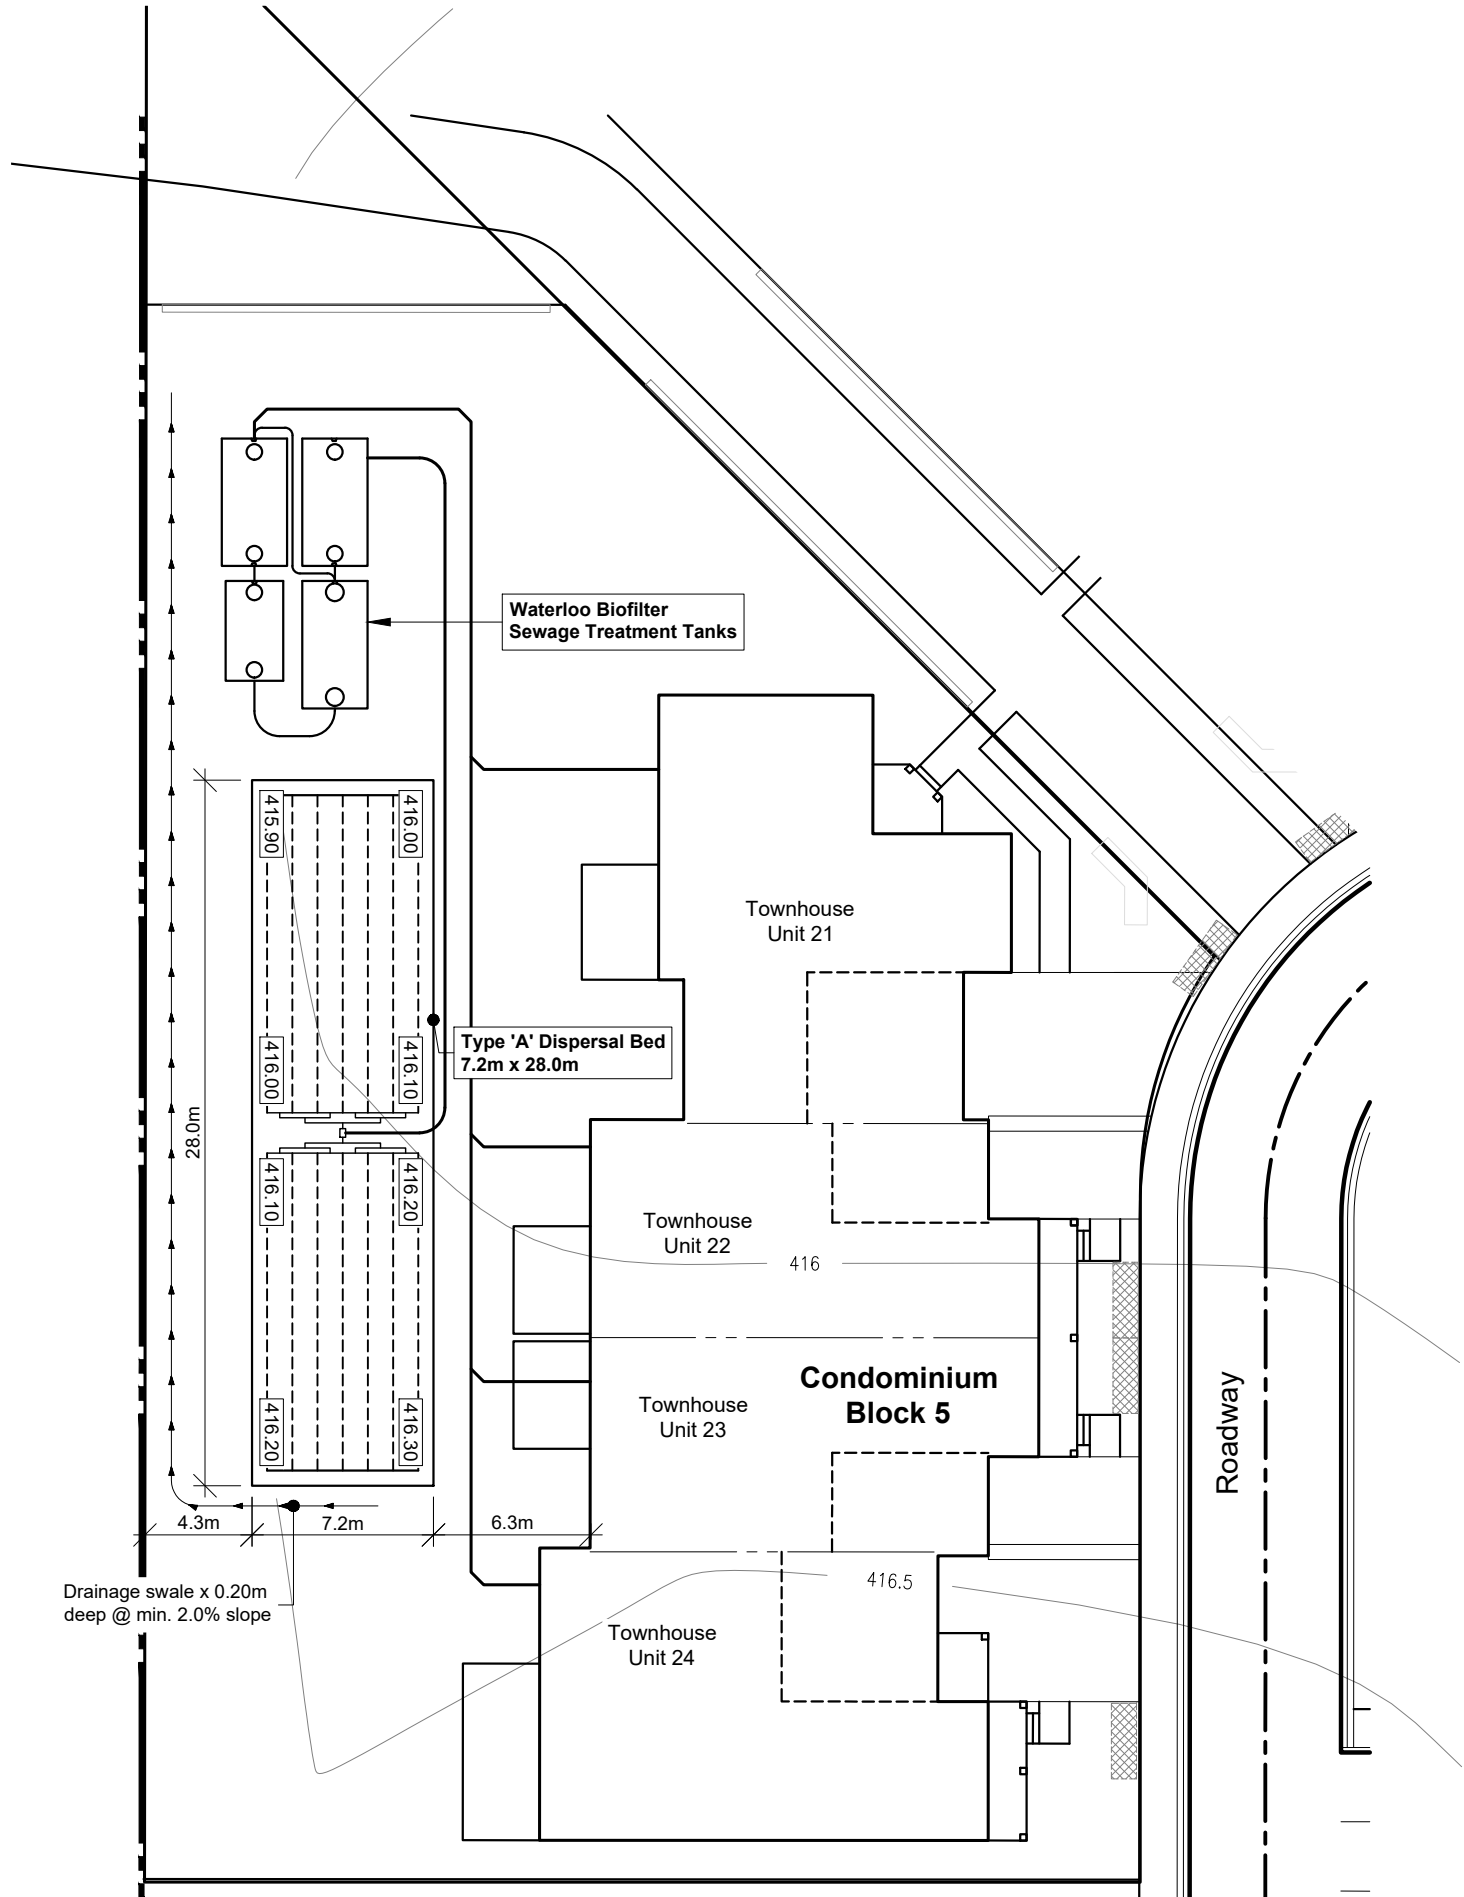 Waterloo Biofilter
Sewage Treatment Tanks
415.90
416.00
Townhouse
Unit 21
Type 'A' Dispersal Bed
7.2m x 28.0m
416.00
416.10
28.0m
416.10
416.20
Townhouse
Unit 22
416
Condominium
Block 5
Townhouse
Unit 23
Roadway
416.20
416.30
4.3m
7.2m
6.3m
Drainage swale x 0.20m
deep @ min. 2.0% slope
416.5
Townhouse
Unit 24